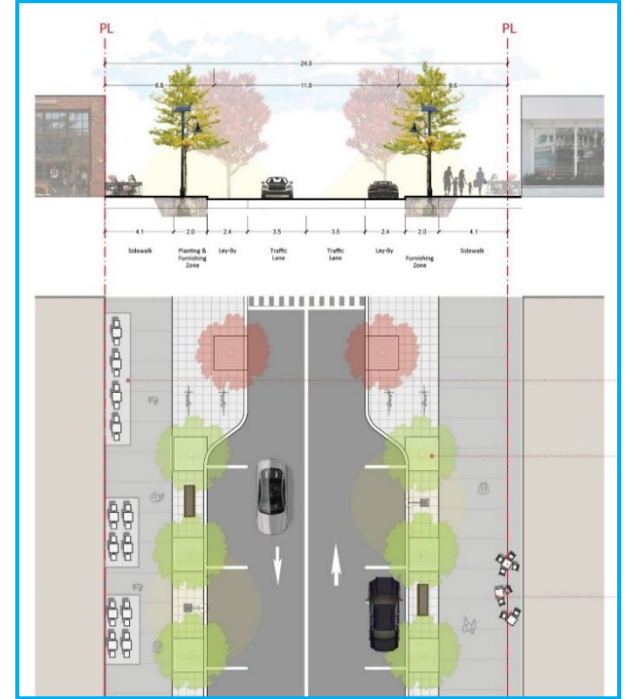 PL PL
24.0
6.5 11.0 6.5
4.1 2.0 2.4 3.5 3.5 2.4 2.0 4.1
Sidewalk Planting & Lay-By Traffic Traffic Lay-By Furnishing Sidewalk
Furnishing Lane Lane Zone
Zone